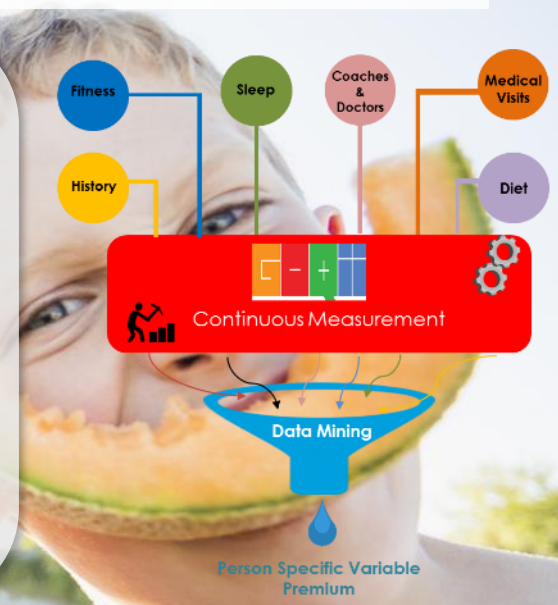 Fitness
Sleep
Coaches
&
Doctors
Medical
Visits
History
Diet
Continuous Measurement
Data Mining
Person Specific Variable
Premium